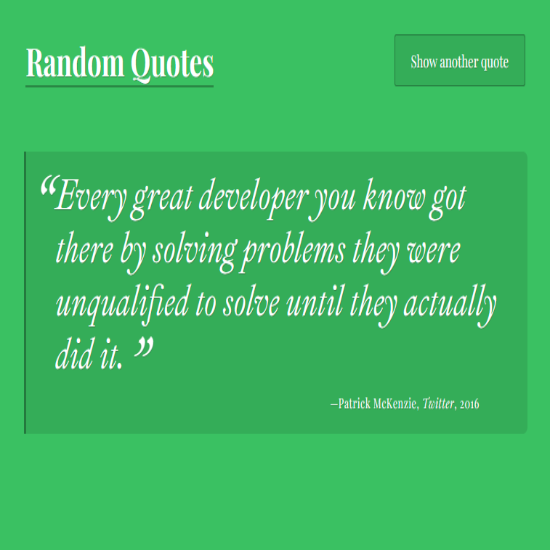 Random Quotes
Show another quote
“Every great developer you know got
there by solving problems they were
unqualified to solve until they actually
did it. ”
—Patrick McKenzie, Twitter, 2016